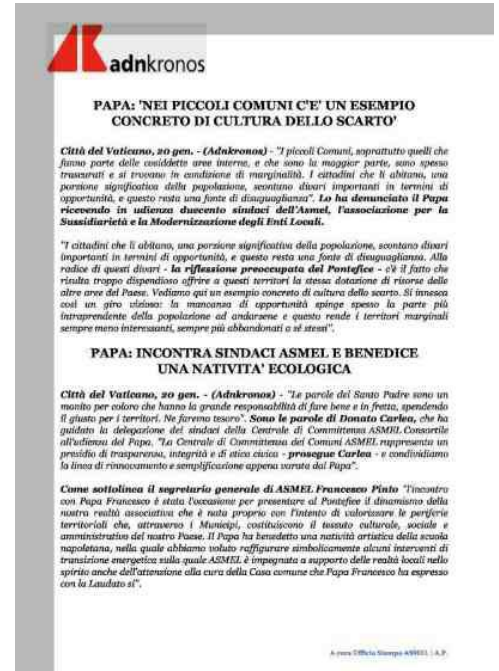 adnkronos
PAPA: 'NEI PICCOLI COMUNI C'E' UN ESEMPIO
CONCRETO DI CULTURA DELLO SCARTO'
Città del Vaticano, 20 gen. - (Adnkronos) - "I piccoli Comuni, soprattutto quelli che
fanno parte delle cosiddette aree interne, e che sono la maggior parte, sono spesso
trascurati e si trovano in condizione di marginalità. I cittadini che li abitano, una
porzione significativa della popolazione, scontano divari importanti in termini di
opportunità, e questo resta una fonte di disuguaglianza". Lo ha denunciato il Papa
ricevendo in udienza duecento sindaci dell'Asmel, l'associazione per la
Sussidiarietà e la Modernizzazione degli Enti Locali.
"I cittadini che li abitano, una porzione significativa della popolazione, scontano divari
importanti in termini di opportunità, e questo resta una fonte di disuguaglianza. Alla
radice di questi divari - la riflessione preoccupata del Pontefice - c'è il fatto che
risulta troppo dispendioso offrire a questi territori la stessa dotazione di risorse delle
altre aree del Paese. Vediamo qui un esempio concreto di cultura dello scarto. Si innesca
così un giro vizioso: la mancanza di opportunità spinge spesso la parte più
intraprendente della popolazione ad andarsene e questo rende i territori marginali
sempre meno interessanti, sempre più abbandonati a sé stessi".
PAPA: INCONTRA SINDACI ASMEL E BENEDICE
UNA NATIVITA' ECOLOGICA
Città del Vaticano, 20 gen. - (Adnkronos) - "Le parole del Santo Padre sono un
monito per coloro che hanno la grande responsabilità di fare bene e in fretta, spendendo
il giusto per i territori. Ne faremo tesoro". Sono le parole di Donato Carlea, che ha
guidato la delegazione dei sindaci della Centrale di Committenza ASMEL Consortile
all'udienza del Papa. "La Centrale di Committenza dei Comuni ASMEL rappresenta un
presidio di trasparenza, integrità e di etica civica - prosegue Carlea - e condividiamo
la linea di rinnovamento e semplificazione appena varata dal Papa".
Come sottolinea il segretario generale di ASMEL Francesco Pinto "l'incontro
con Papa Francesco è stata l'occasione per presentare al Pontefice il dinamismo della
nostra realtà associativa che è nata proprio con l'intento di valorizzare le periferie
territoriali che, attraverso i Municipi, costituiscono il tessuto culturale, sociale e
amministrativo del nostro Paese. Il Papa ha benedetto una natività artistica della scuola
napoletana, nella quale abbiamo voluto raffigurare simbolicamente alcuni interventi di
transizione energetica sulla quale ASMEL è impegnata a supporto delle realtà locali nello
spirito anche dell'attenzione alla cura della Casa comune che Papa Francesco ha espresso
con la Laudato si".
A cura Ufficio Stampa ASMEL | A.P.